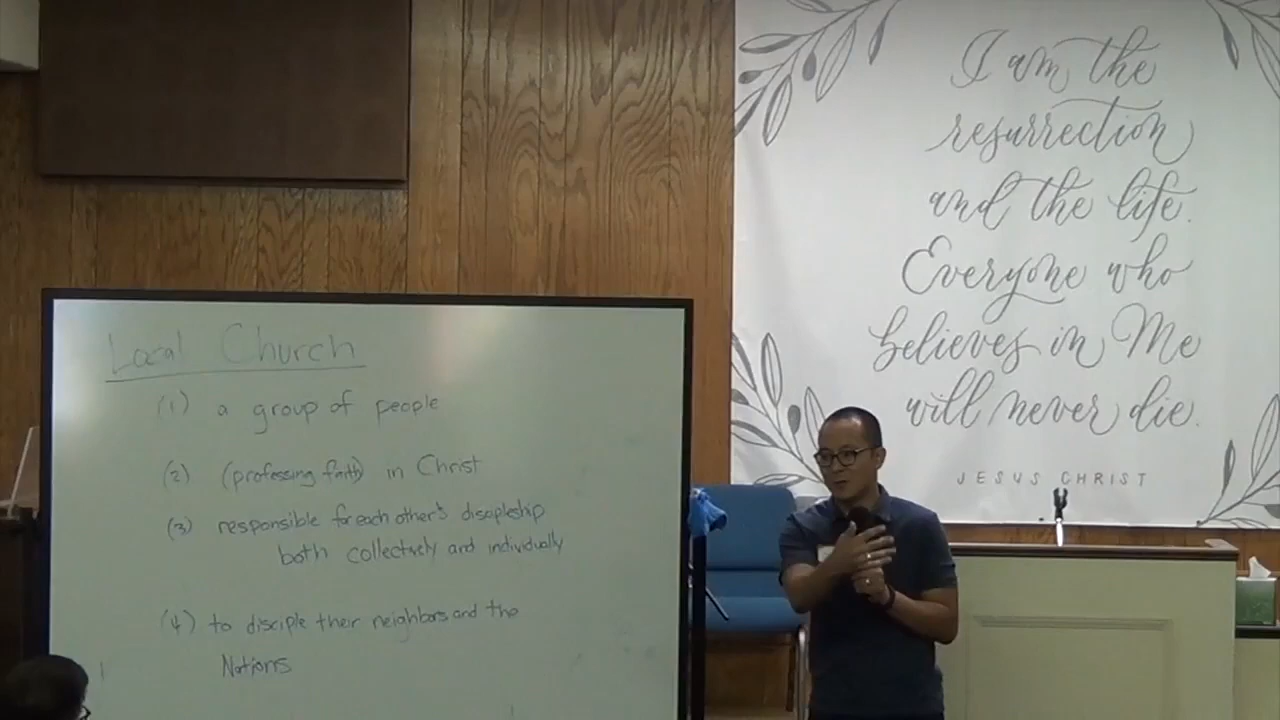 Local Church
(1) a group of people
(2) (professing faith) in Christ
(3) responsible for each other's discipleship
both collectively and individually
(4) to disciple their neighbors and the
Nations
I am the
resurrection
and the life.
Everyone who
believes in Me
will never die.
JESUS CHRIST